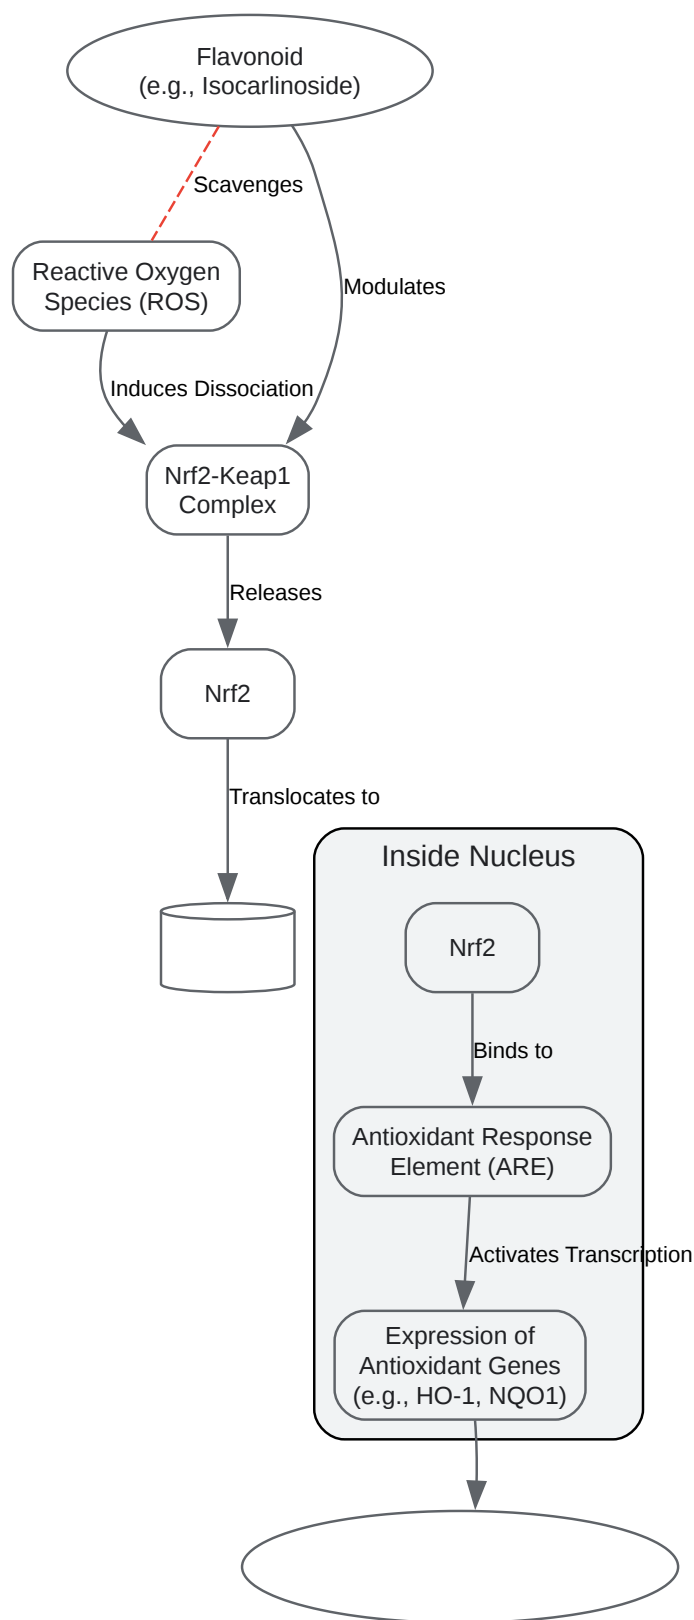 Flavonoid
(e.g., Isocarlinoside)
Scavenges
Reactive Oxygen
Species (ROS)
Modulates
Induces Dissociation
Nrf2-Keap1
Complex
Releases
Nrf2
Translocates to
Inside Nucleus
Nrf2
Binds to
Antioxidant Response
Element (ARE)
Activates Transcription
Expression of
Antioxidant Genes
(e.g., HO-1, NQO1)